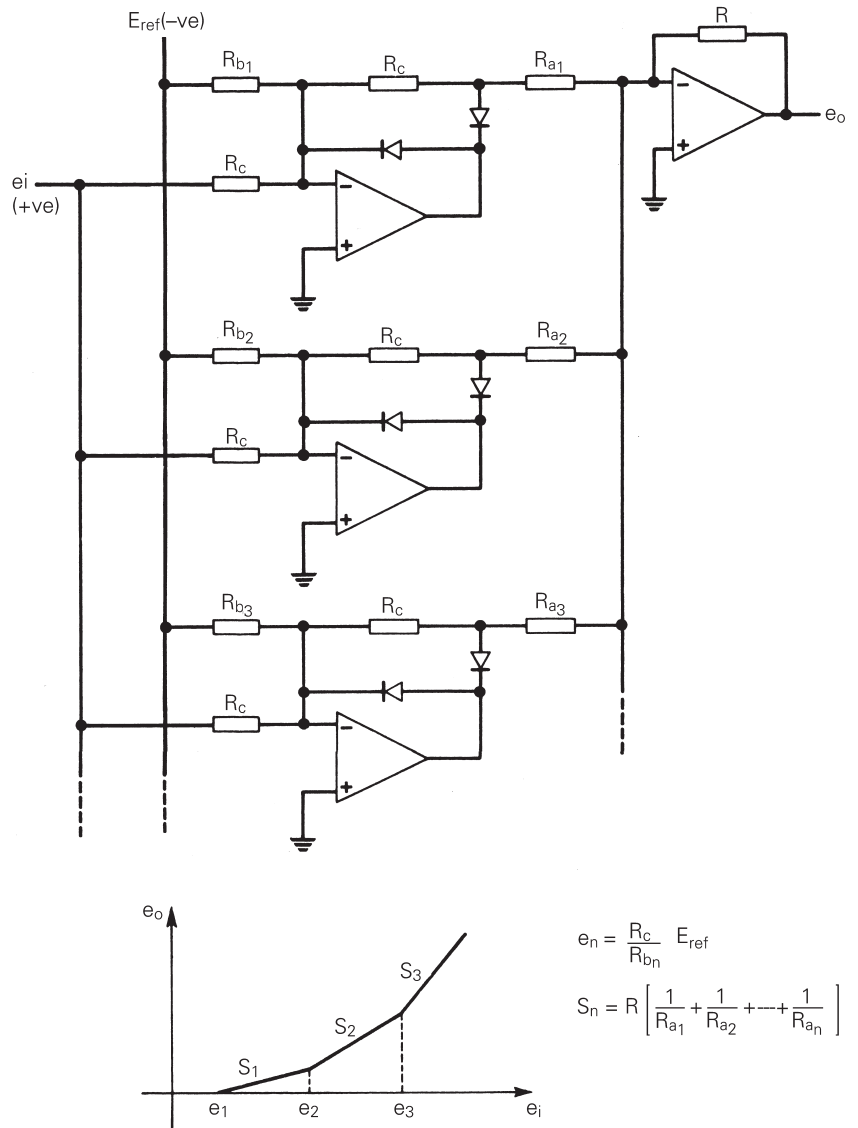 E_ref(–ve)
R_b1 R_c R_a1 R
– + e_o
ei
(+ve)
R_c
– +
R_b2 R_c R_a2
R_c
– +
R_b3 R_c R_a3
R_c
– +
e_o
S_1 S_2 S_3
e_1 e_2 e_3 e_i
e_n = R_c / R_bn E_ref
S_n = R [ 1/R_a1 + 1/R_a2 +----+ 1/R_an ]